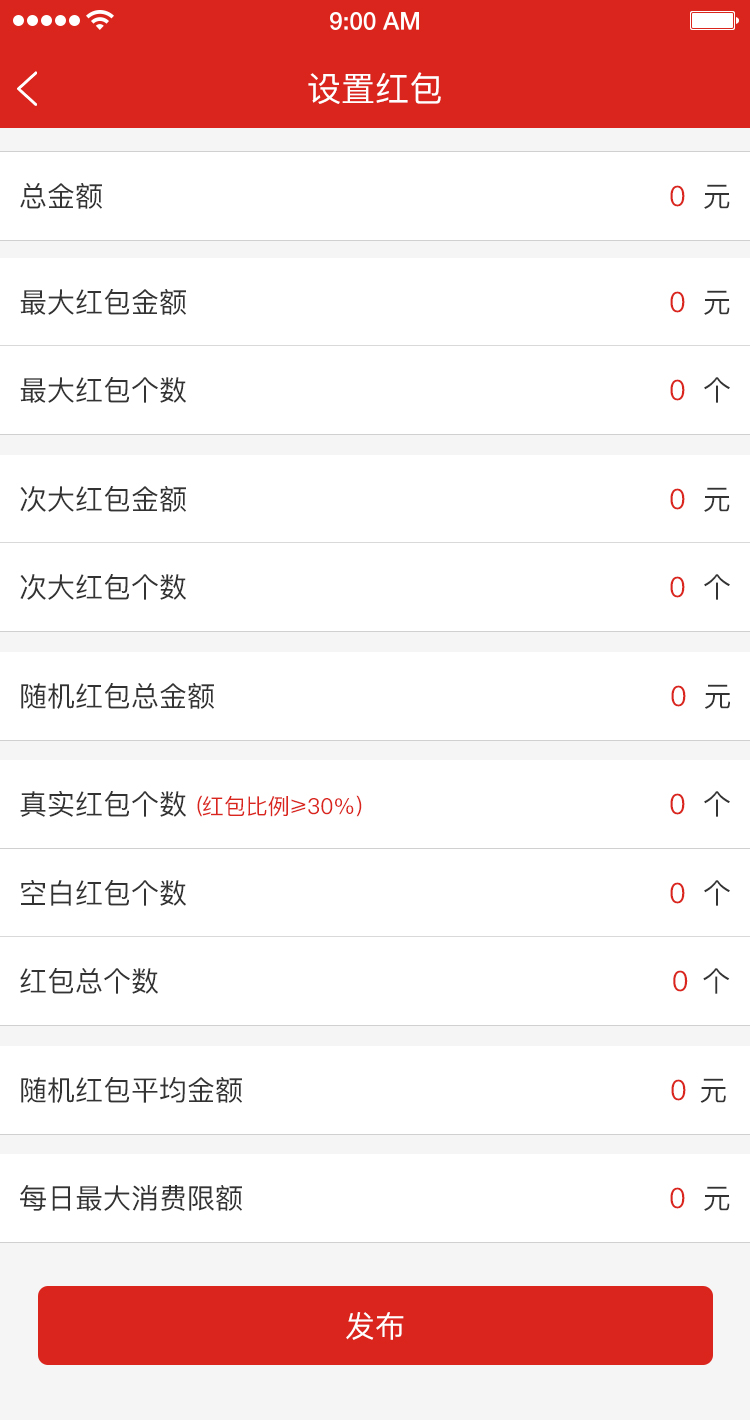 9:00 AM
设置红包
总金额 0 元
最大红包金额 0 元
最大红包个数 0 个
次大红包金额 0 元
次大红包个数 0 个
随机红包总金额 0 元
真实红包个数 (红包比例≥30%) 0 个
空白红包个数 0 个
红包总个数 0 个
随机红包平均金额 0 元
每日最大消费限额 0 元
发布